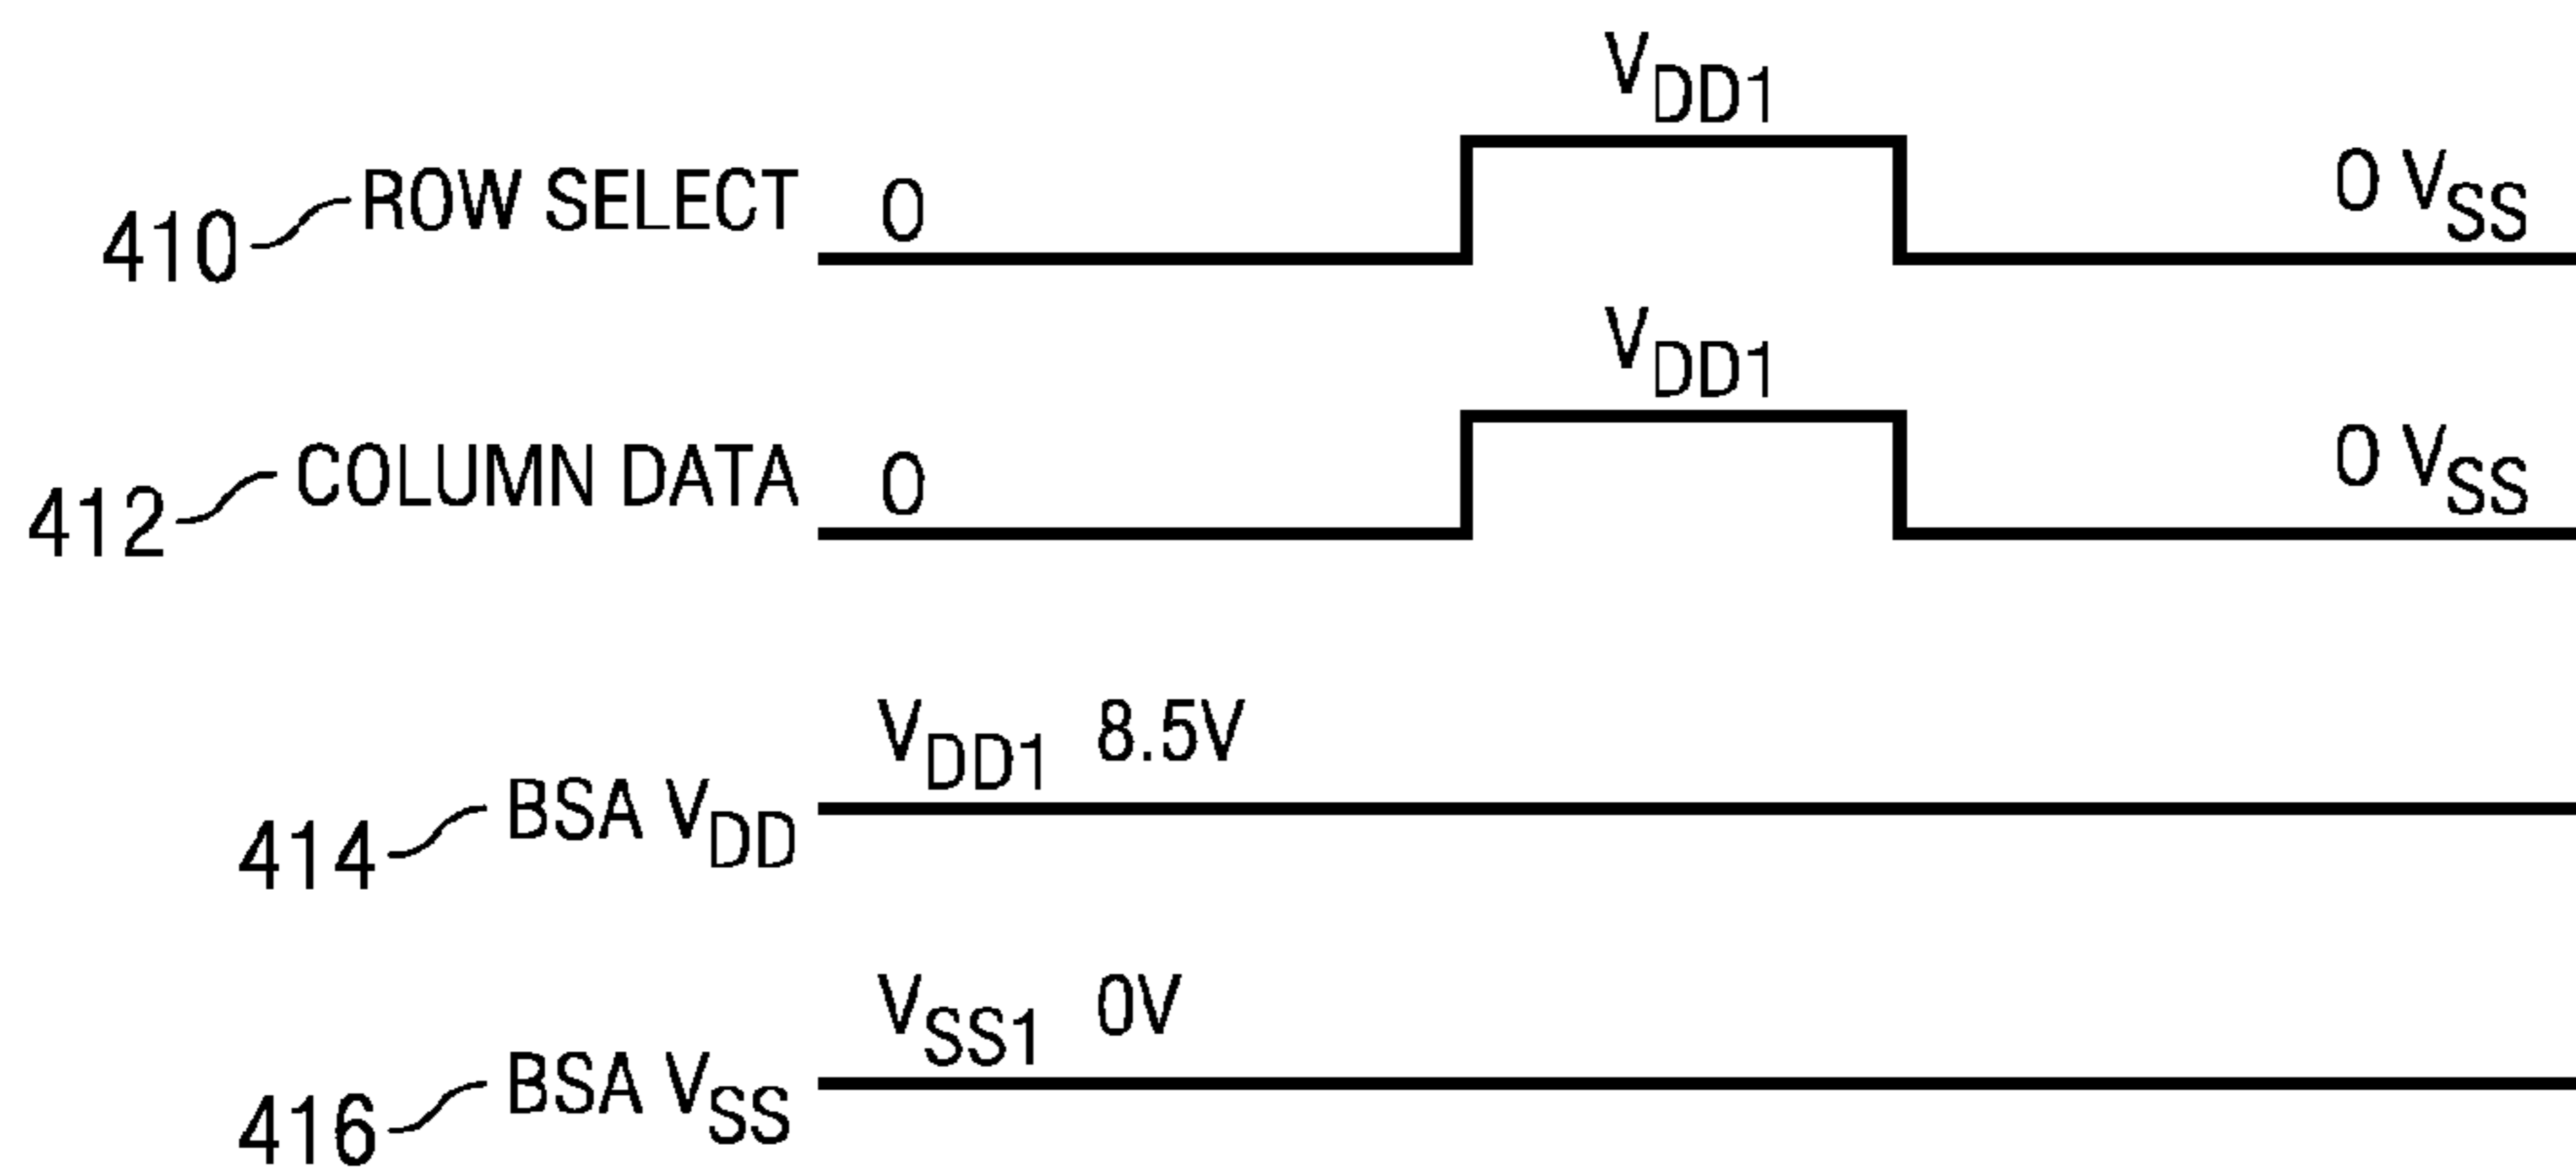 VDD1
410 ROW SELECT 0 0 VSS
VDD1
412 COLUMN DATA 0 0 VSS
VDD1 8.5V
414 BSA VDD
VSS1 0V
416 BSA VSS